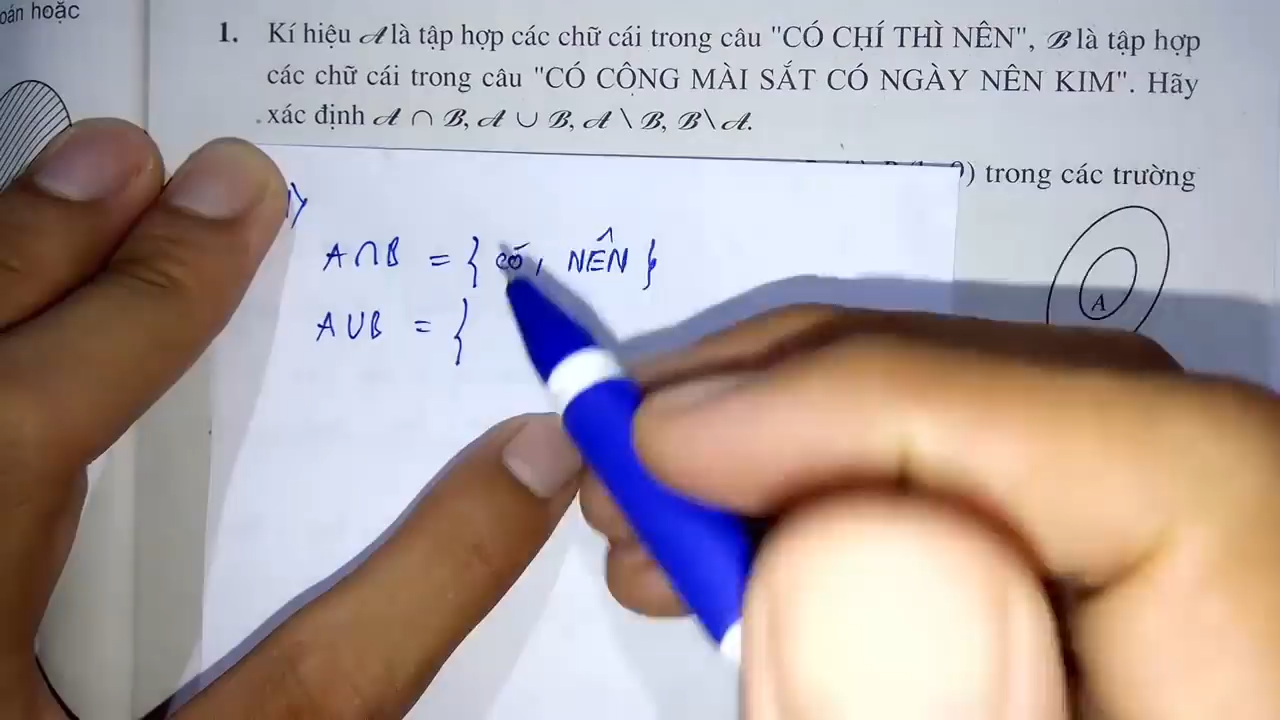 oán hoặc
1. Kí hiệu A là tập hợp các chữ cái trong câu "CÓ CHÍ THÌ NÊN", B là tập hợp
các chữ cái trong câu "CÓ CÔNG MÀI SẮT CÓ NGÀY NÊN KIM". Hãy
xác định A ∩ B, A ∪ B, A \ B, B \ A.
) trong các trường
1)
A∩B = { CÓ, NÊN }
A∪B = {
A